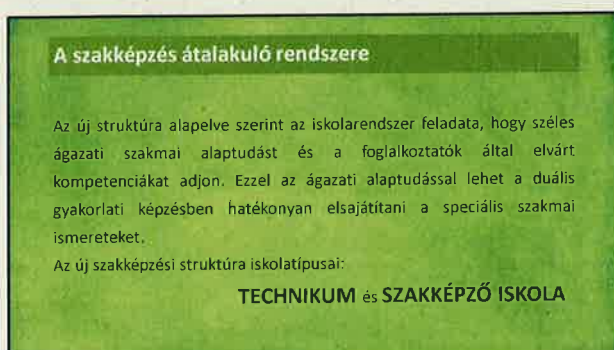 A szakképzés átalakuló rendszere
Az új struktúra alapelve szerint az iskolarendszer feladata, hogy széles
ágazati szakmai alaptudást és a foglalkoztatók által elvárt
kompetenciákat adjon. Ezzel az ágazati alaptudással lehet a duális
gyakorlati képzésben hatékonyan elsajátítani a speciális szakmai
ismereteket.
Az új szakképzési struktúra iskolatípusai:
TECHNIKUM és SZAKKÉPZŐ ISKOLA